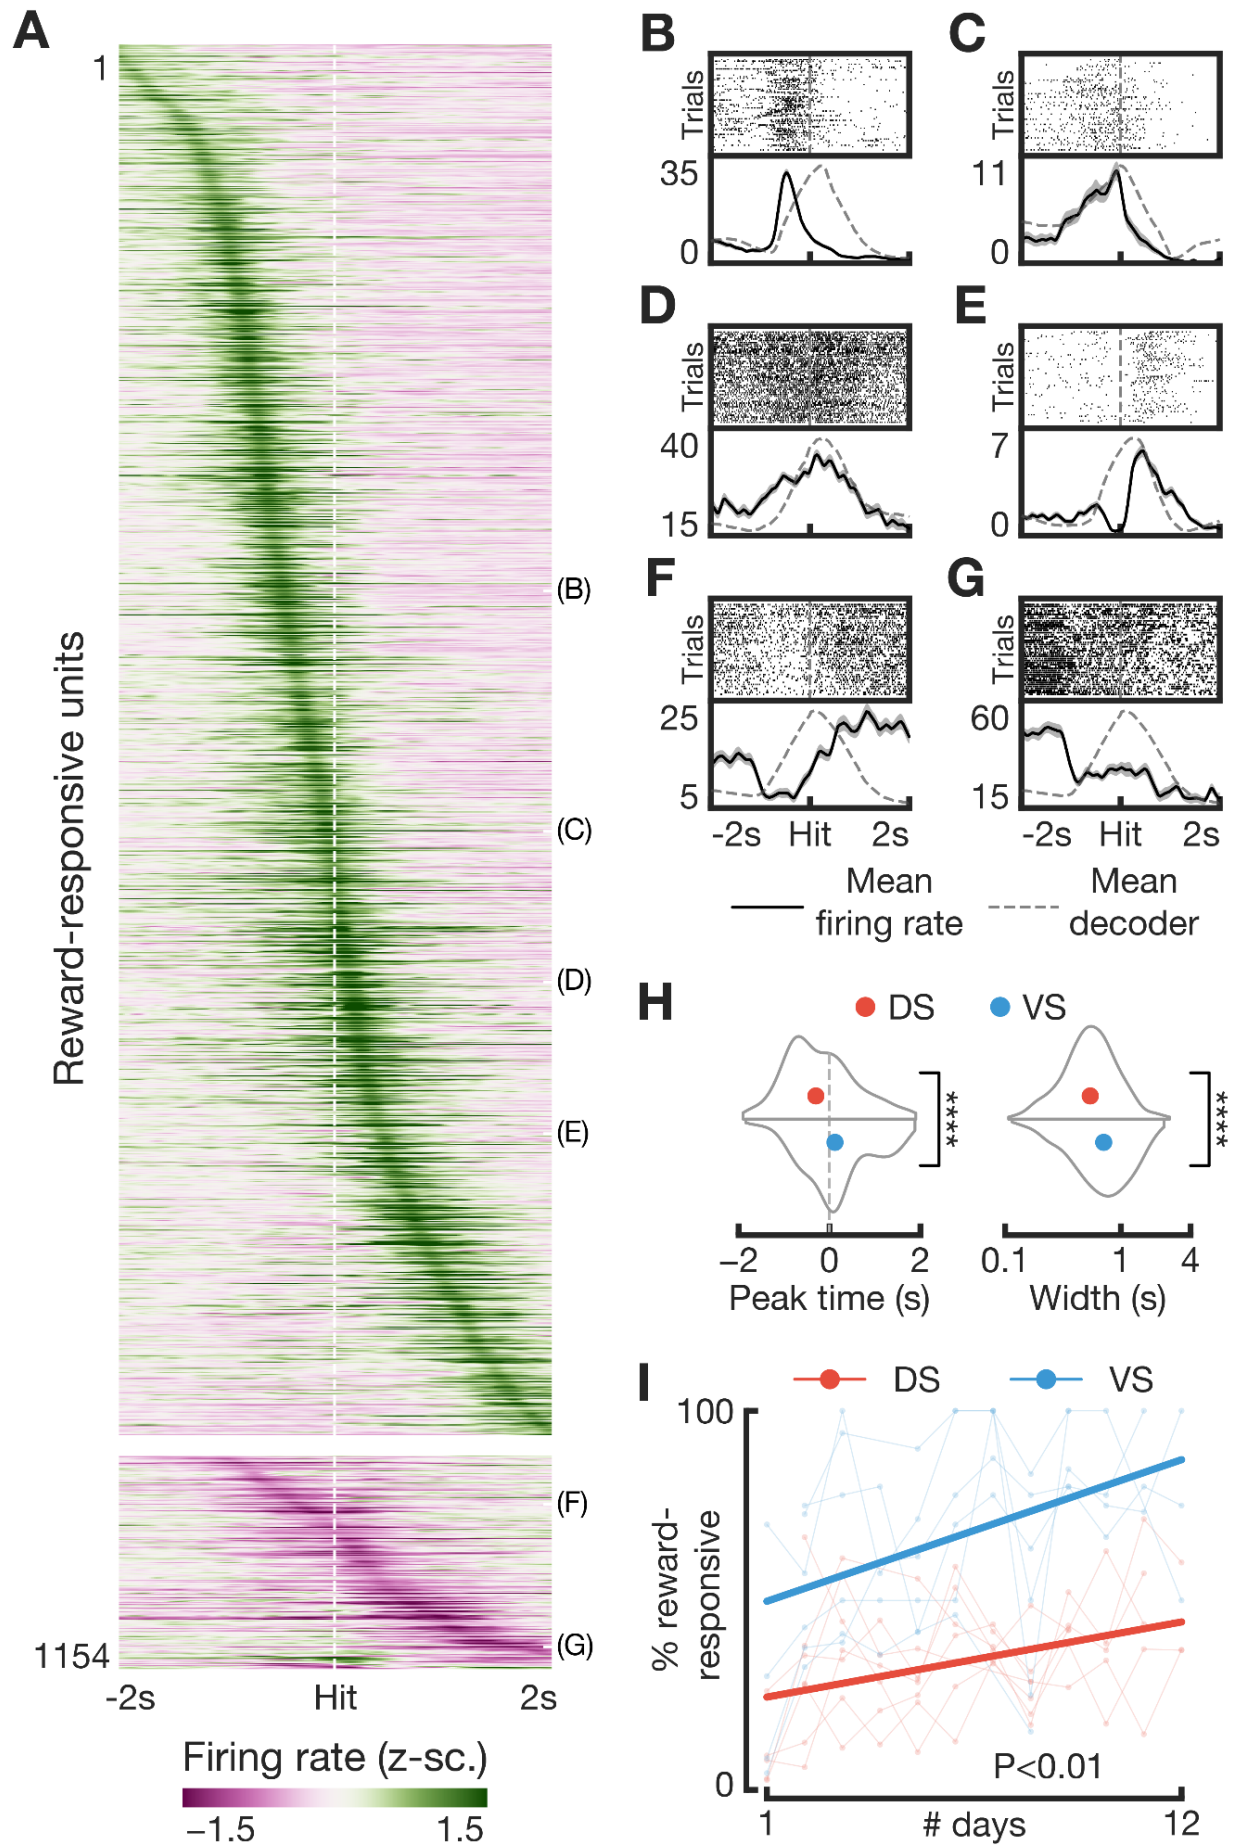 A
1
Reward-responsive units
(B)
(C)
(D)
(E)
(F)
(G)
1154
-2s Hit 2s
Firing rate (z-sc.)
−1.5 1.5
B
Trials
35
0
C
Trials
11
0
D
Trials
40
15
E
Trials
7
0
F
Trials
25
5
-2s Hit 2s
G
Trials
60
15
-2s Hit 2s
Mean
firing rate
Mean
decoder
H
DS VS
****
−2 0 2
Peak time (s)
****
0.1 1 4
Width (s)
I
DS VS
100
% reward-
responsive
0
P<0.01
1 # days 12